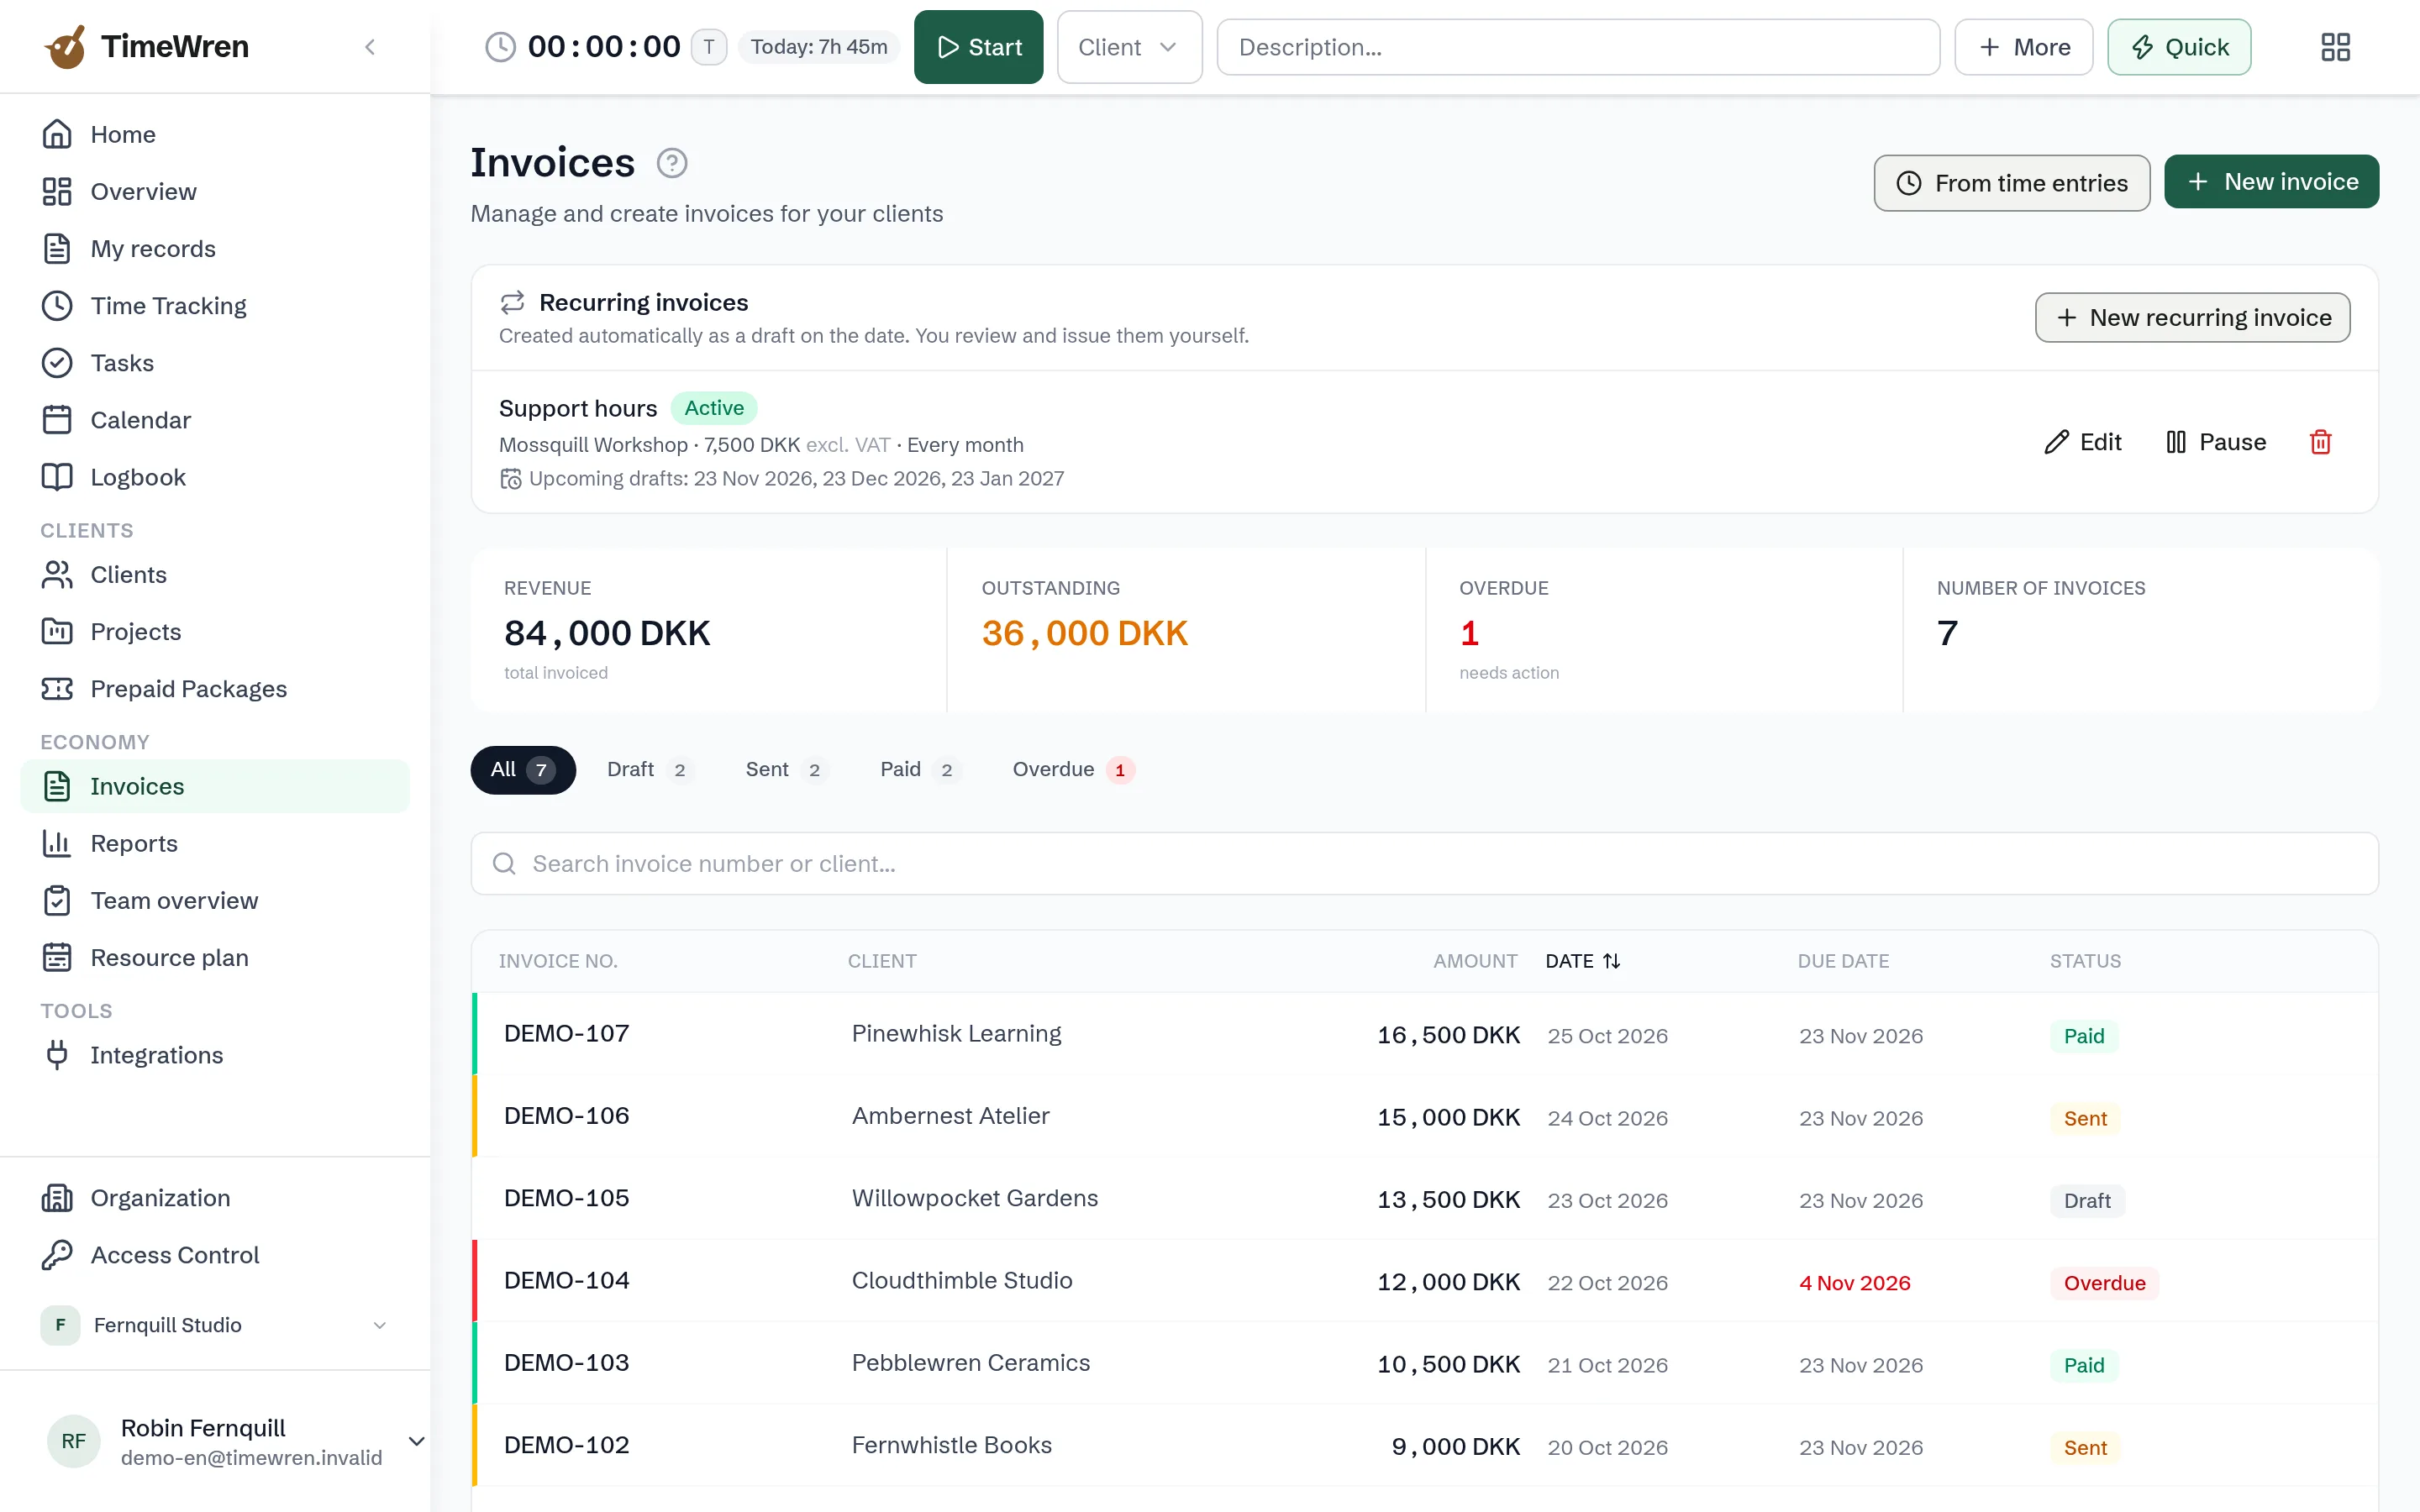 TimeWren
00:00:00 T Today: 7h 45m Start Client Description... More Quick
Home
Overview
My records
Time Tracking
Tasks
Calendar
Logbook
CLIENTS
Clients
Projects
Prepaid Packages
ECONOMY
Invoices
Reports
Team overview
Resource plan
TOOLS
Integrations
Organization
Access Control
F Fernquill Studio
RF Robin Fernquill
demo-en@timewren.invalid
Invoices ?
Manage and create invoices for your clients
From time entries + New invoice
Recurring invoices
Created automatically as a draft on the date. You review and issue them yourself.
+ New recurring invoice
Support hours Active
Mossquill Workshop · 7,500 DKK excl. VAT · Every month
Upcoming drafts: 23 Nov 2026, 23 Dec 2026, 23 Jan 2027
Edit Pause
REVENUE
84,000 DKK
total invoiced
OUTSTANDING
36,000 DKK
OVERDUE
1
needs action
NUMBER OF INVOICES
7
All 7 Draft 2 Sent 2 Paid 2 Overdue 1
Search invoice number or client...
INVOICE NO. CLIENT AMOUNT DATE DUE DATE STATUS
DEMO-107 Pinewhisk Learning 16,500 DKK 25 Oct 2026 23 Nov 2026 Paid
DEMO-106 Ambernest Atelier 15,000 DKK 24 Oct 2026 23 Nov 2026 Sent
DEMO-105 Willowpocket Gardens 13,500 DKK 23 Oct 2026 23 Nov 2026 Draft
DEMO-104 Cloudthimble Studio 12,000 DKK 22 Oct 2026 4 Nov 2026 Overdue
DEMO-103 Pebblewren Ceramics 10,500 DKK 21 Oct 2026 23 Nov 2026 Paid
DEMO-102 Fernwhistle Books 9,000 DKK 20 Oct 2026 23 Nov 2026 Sent